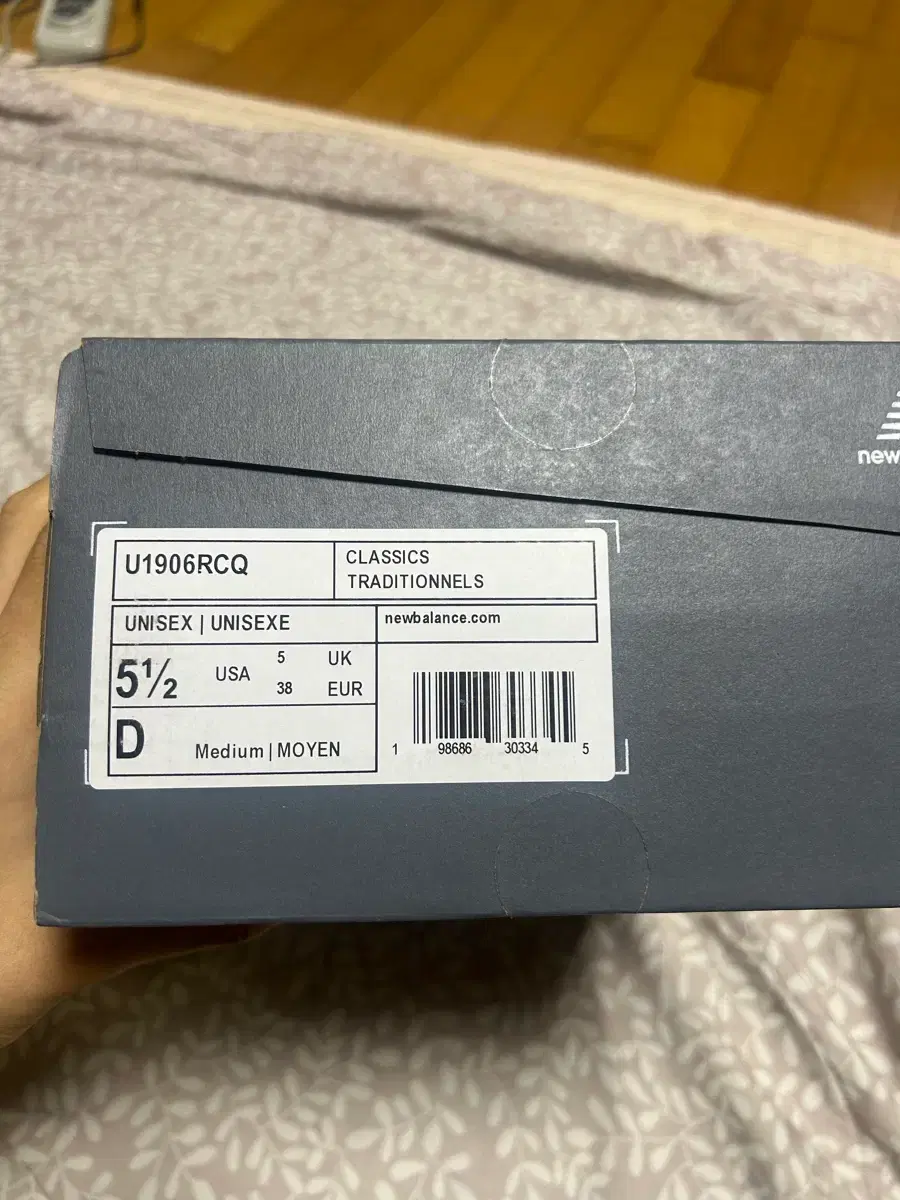 new
U1906RCQ
CLASSICS
TRADITIONNELS
UNISEX | UNISEXE
newbalance.com
5½ USA 5 UK
38 EUR
D Medium | MOYEN
1 98686 30334 5